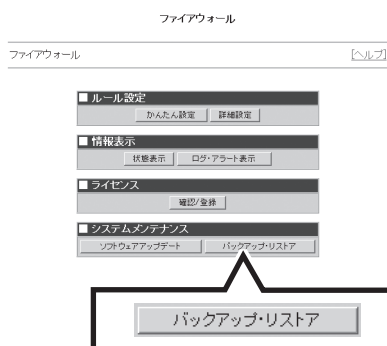 ファイアウォール
ファイアウォール [ヘルプ]
■ ルール設定
かんたん設定 詳細設定
■ 情報表示
状態表示 ログ・アラート表示
■ ライセンス
確認/登録
■ システムメンテナンス
ソフトウェアアップデート バックアップ・リストア
バックアップ・リストア